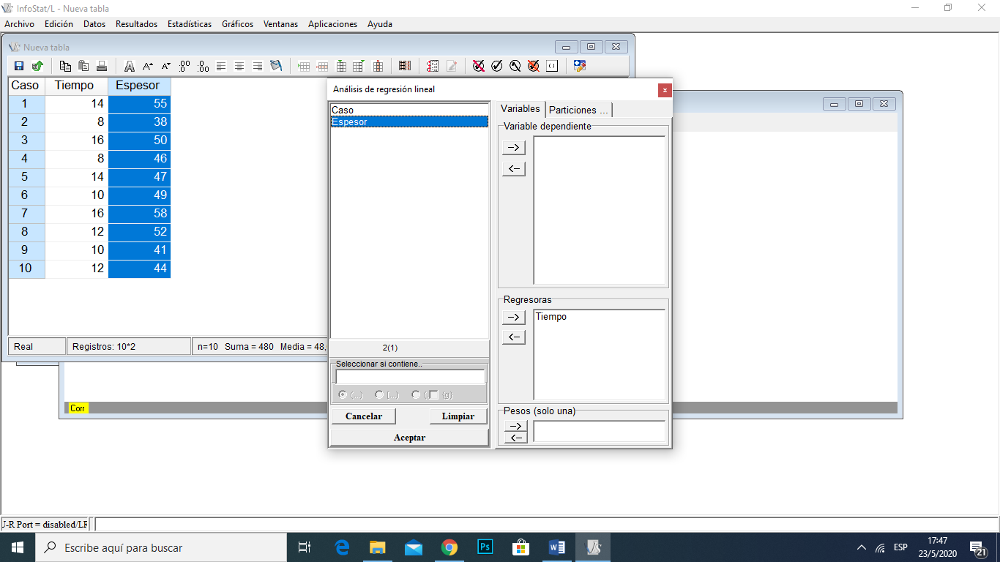 InfoStat/L - Nueva tabla
Archivo Edición Datos Resultados Estadísticas Gráficos Ventanas Aplicaciones Ayuda
Nueva tabla
Caso Tiempo Espesor
1 14 55
2 8 38
3 16 50
4 8 46
5 14 47
6 10 49
7 16 58
8 12 52
9 10 41
10 12 44
Real Registros: 10*2 n=10 Suma = 480 Media = 48,
Corr
Análisis de regresión lineal
Caso
Espesor
2(1)
Seleccionar si contiene..
(...) [...) ( {g}
Cancelar Limpiar
Aceptar
Variables Particiones ...
Variable dependiente
-->
<--
Regresoras
--> Tiempo
<--
Pesos (solo una)
-->
<--
J-R Port = disabled/LF
Escribe aquí para buscar
Ps
ESP
17:47
23/5/2020
21